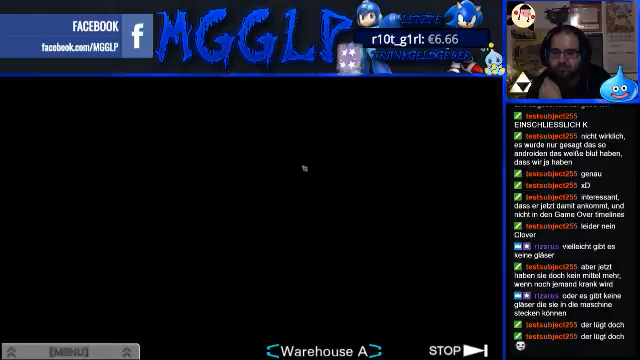 FACEBOOK
facebook.com/MGGLP
MGGLP
LETZTE
r10t_g1rl: €6.66
TRINKGELDGEBER
EINSCHLIESSLICH K
testsubject255 nicht wirklich,
es wurde nur gesagt das so
androiden das weiße blut haben,
dass wir ja haben
testsubject255 genau
testsubject255 xD
testsubject255 interessant,
dass er jetzt damit ankommt, und
nicht in den Game Over timelines
testsubject255 leider nein
Clover
rizarus vielleicht gibt es
keine gläser
testsubject255 aber jetzt
haben sie doch kein mittel mehr,
wenn noch jemand krank wird
rizarus oder es gibt keine
gläser die sie in die maschine
stecken können
testsubject255 der lügt doch
testsubject255 der lügt doch
[MENU]
Warehouse A
STOP